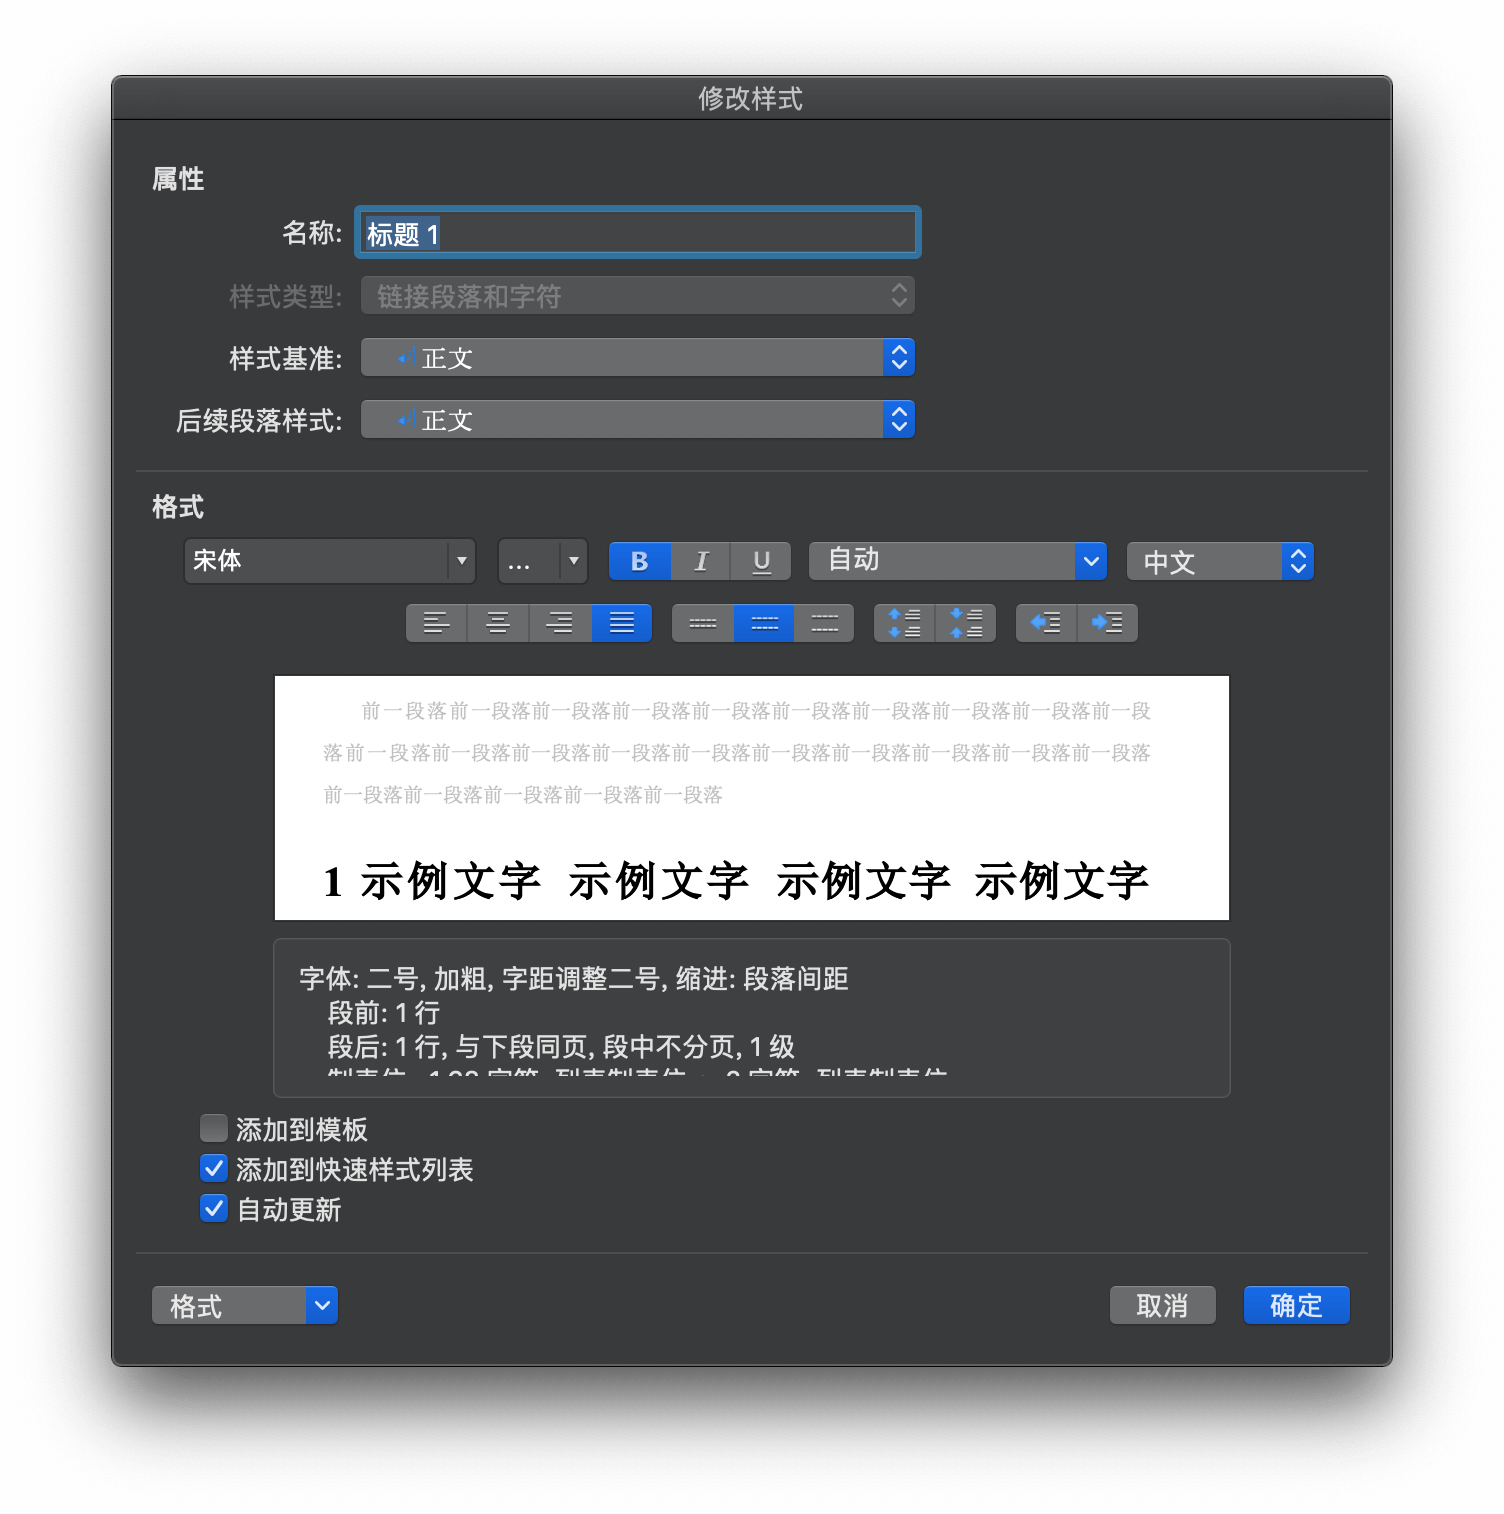 修改样式
属性
名称: 标题 1
样式类型: 链接段落和字符
样式基准: 正文
后续段落样式: 正文
格式
宋体 ... B I U 自动 中文
前一段落前一段落前一段落前一段落前一段落前一段落前一段落前一段落前一段落前一段
落前一段落前一段落前一段落前一段落前一段落前一段落前一段落前一段落前一段落前一段落
前一段落前一段落前一段落前一段落前一段落
1 示例文字 示例文字 示例文字 示例文字
字体: 二号, 加粗, 字距调整二号, 缩进: 段落间距
段前: 1 行
段后: 1 行, 与下段同页, 段中不分页, 1 级
添加到模板
添加到快速样式列表
自动更新
格式 取消 确定